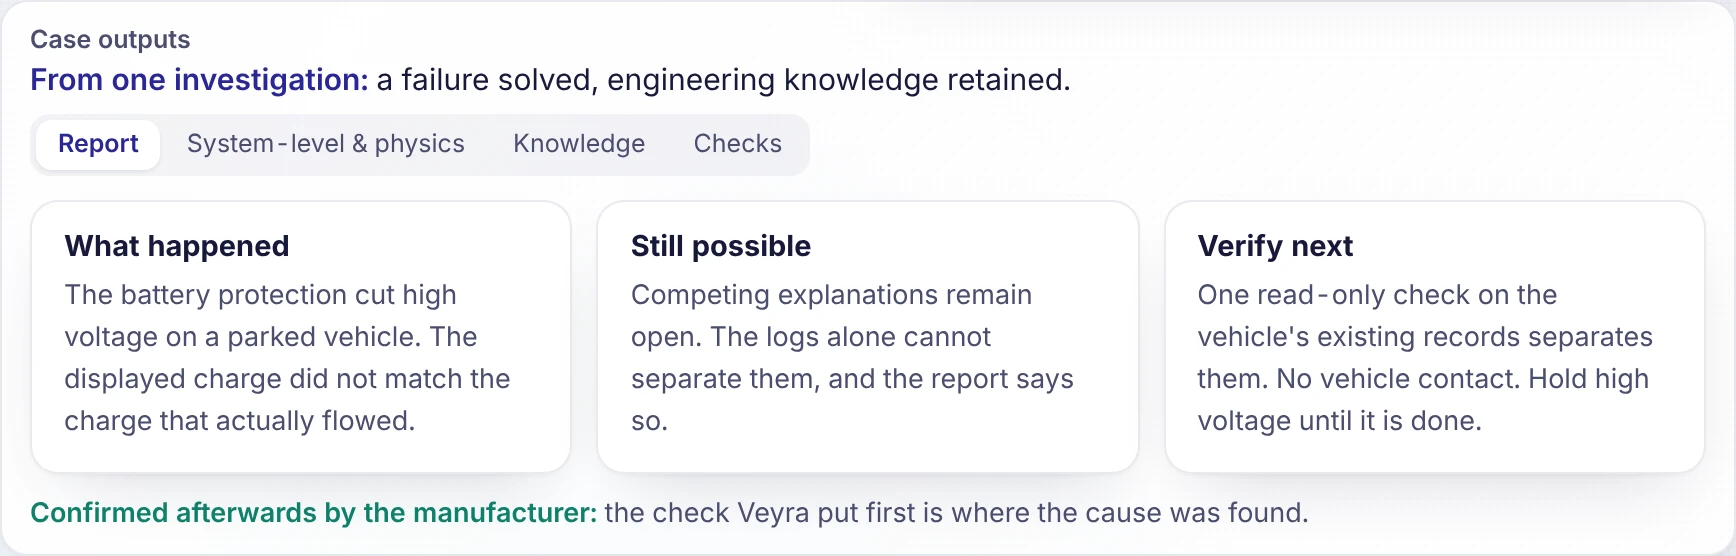 Case outputs
From one investigation: a failure solved, engineering knowledge retained.
Report System-level & physics Knowledge Checks
What happened
The battery protection cut high
voltage on a parked vehicle. The
displayed charge did not match the
charge that actually flowed.
Still possible
Competing explanations remain
open. The logs alone cannot
separate them, and the report says
so.
Verify next
One read-only check on the
vehicle's existing records separates
them. No vehicle contact. Hold high
voltage until it is done.
Confirmed afterwards by the manufacturer: the check Veyra put first is where the cause was found.